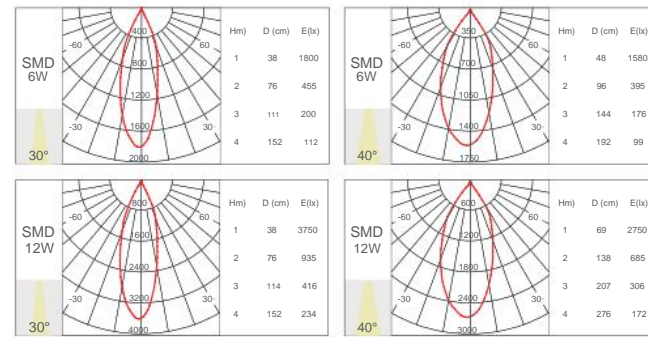 SMD
6W
30°
400
800
1200
1600
2000
-60
60
-30
30
Hm) D (cm) E(lx)
1 38 1800
2 76 455
3 111 200
4 152 112
SMD
6W
40°
350
700
1050
1400
1750
-60
60
-30
30
Hm) D (cm) E(lx)
1 48 1580
2 96 395
3 144 176
4 192 99
SMD
12W
30°
800
1600
2400
3200
4000
-60
60
-30
30
Hm) D (cm) E(lx)
1 38 3750
2 76 935
3 114 416
4 152 234
SMD
12W
40°
600
1800
2400
3000
-60
60
-30
30
Hm) D (cm) E(lx)
1 69 2750
2 138 685
3 207 306
4 276 172